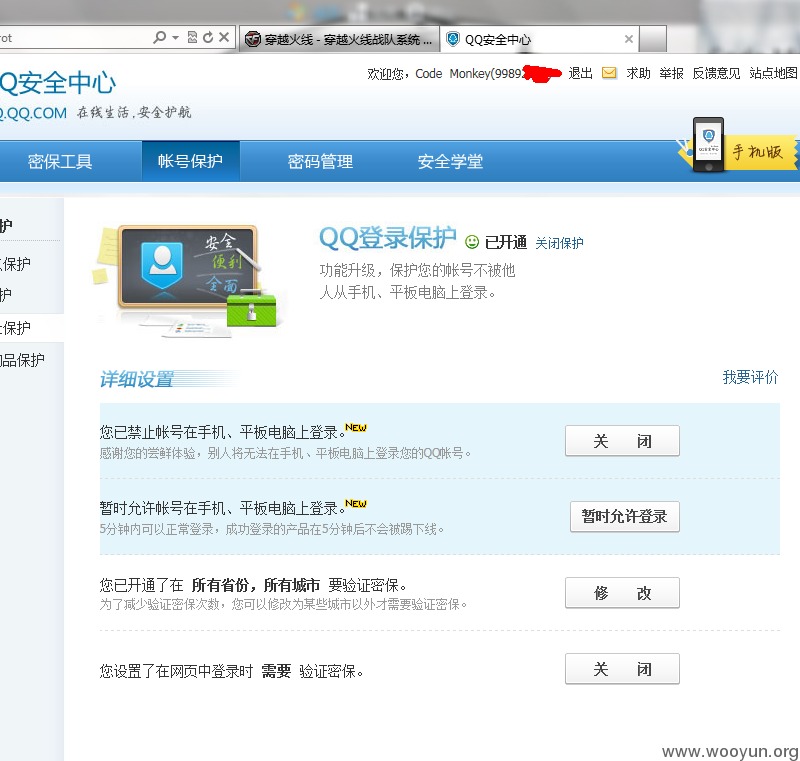 ot
穿越火线 - 穿越火线战队系统 ...
QQ安全中心
欢迎您，Code Monkey(9989 退出 求助 举报 反馈意见 站点地图
Q安全中心
.QQ.COM 在线生活,安全护航
密保工具 帐号保护 密码管理 安全学堂 手机版
护
保护
护
保护
品保护
安全
便利
全面
QQ登录保护 已开通 关闭保护
功能升级，保护您的帐号不被他
人从手机、平板电脑上登录。
详细设置 我要评价
您已禁止帐号在手机、平板电脑上登录。NEW
感谢您的尝鲜体验，别人将无法在手机、平板电脑上登录您的QQ帐号。
关 闭
暂时允许帐号在手机、平板电脑上登录。NEW
5分钟内可以正常登录，成功登录的产品在5分钟后不会被踢下线。
暂时允许登录
您已开通了在 所有省份，所有城市 要验证密保。
为了减少验证密保次数，您可以修改为某些城市以外才需要验证密保。
修 改
您设置了在网页中登录时 需要 验证密保。
关 闭
www.wooyun.org